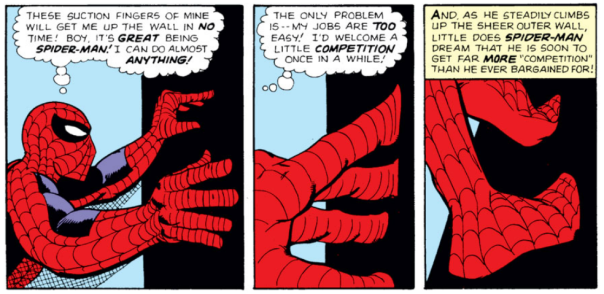 THESE SUCTION FINGERS OF MINE
WILL GET ME UP THE WALL IN NO
TIME! BOY, IT'S GREAT BEING
SPIDER-MAN! I CAN DO ALMOST
ANYTHING!
THE ONLY PROBLEM
IS -- MY JOBS ARE TOO
EASY! I'D WELCOME A
LITTLE COMPETITION
ONCE IN A WHILE!
AND, AS HE STEADILY CLIMBS
UP THE SHEER OUTER WALL,
LITTLE DOES SPIDER-MAN
DREAM THAT HE IS SOON TO
GET FAR MORE "COMPETITION"
THAN HE EVER BARGAINED FOR!